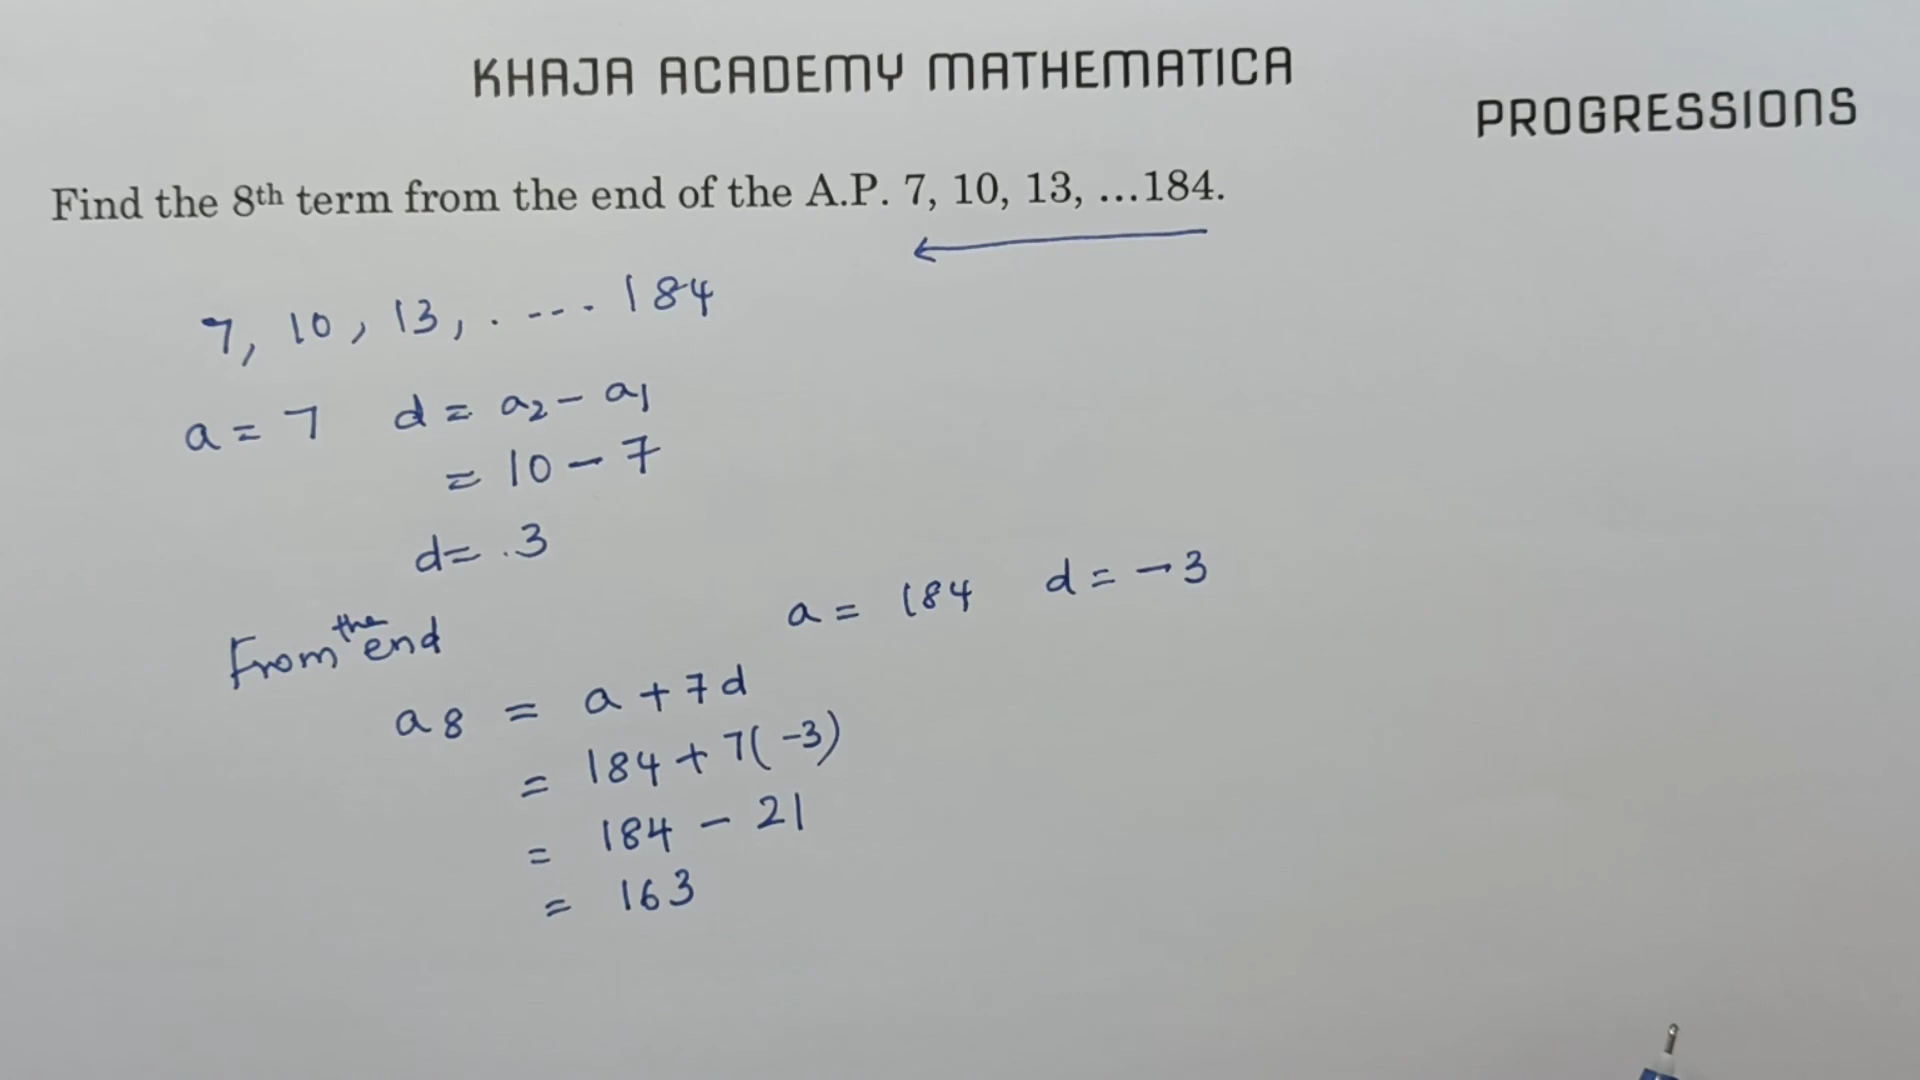 KHAJA ACADEMY MATHEMATICA
PROGRESSIONS
Find the 8th term from the end of the A.P. 7, 10, 13, ...184.
7, 10, 13, . --- . 184
a = 7 d = a2 - a1
= 10 - 7
d = .3
From the end a = 184 d = -3
a8 = a + 7d
= 184 + 7(-3)
= 184 - 21
= 163